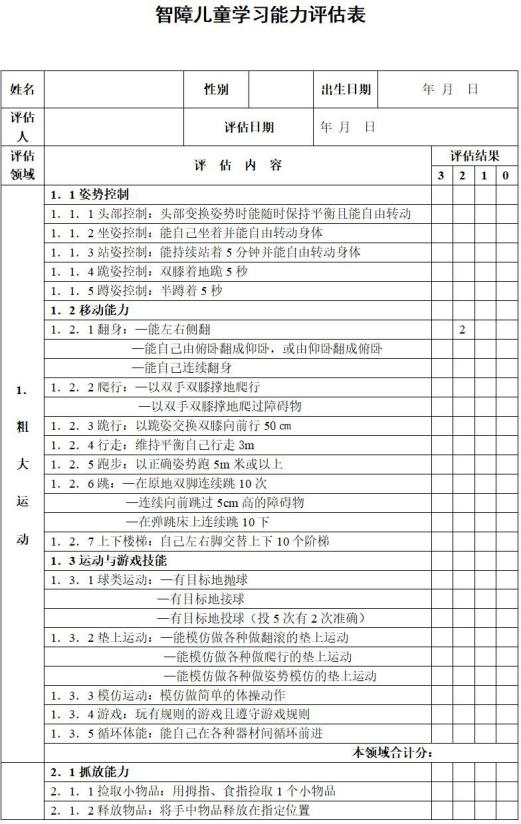 智障儿童学习能力评估表
姓名 性别 出生日期 年 月 日
评估人 评估日期 年 月 日
评估领域 评 估 内 容 评估结果
3 2 1 0
1. 粗大运动
1．1 姿势控制
1．1．1 头部控制：头部变换姿势时能随时保持平衡且能自由转动
1．1．2 坐姿控制：能自己坐着并能自由转动身体
1．1．3 站姿控制：能持续站着 5 分钟并能自由转动身体
1．1．4 跪姿控制：双膝着地跪 5 秒
1．1．5 蹲姿控制：半蹲着 5 秒
1．2 移动能力
1．2．1 翻身：—能左右侧翻 2
—能自己由俯卧翻成仰卧，或由仰卧翻成俯卧
—能自己连续翻身
1．2．2 爬行：—以双手双膝撑地爬行
—以双手双膝撑地爬过障碍物
1．2．3 跪行：以跪姿交换双膝向前行 50 ㎝
1．2．4 行走：维持平衡自己行走 3m
1．2．5 跑步：以正确姿势跑 5m 米或以上
1．2．6 跳：—在原地双脚连续跳 10 次
—连续向前跳过 5cm 高的障碍物
—在弹跳床上连续跳 10 下
1．2．7 上下楼梯：自己左右脚交替上下 10 个阶梯
1．3 运动与游戏技能
1．3．1 球类运动：—有目标地抛球
—有目标地接球
—有目标地投球（投 5 次有 2 次准确）
1．3．2 垫上运动：—能模仿做各种做翻滚的垫上运动
—能模仿做各种做爬行的垫上运动
—能模仿做各种做姿势模仿的垫上运动
1．3．3 模仿运动：模仿做简单的体操动作
1．3．4 游戏：玩有规则的游戏且遵守游戏规则
1．3．5 循环体能：能自己在各种器材间循环前进
本领域合计分：
2．1 抓放能力
2．1．1 捡取小物品：用拇指、食指捡取 1 个小物品
2．1．2 释放物品：将手中物品释放在指定位置